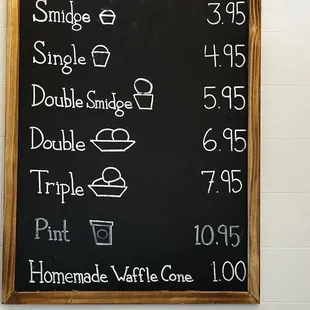 Smidge 3.95
Single 4.95
Double Smidge 5.95
Double 6.95
Triple 7.95
Pint 10.95
Homemade Waffle Cone 1.00